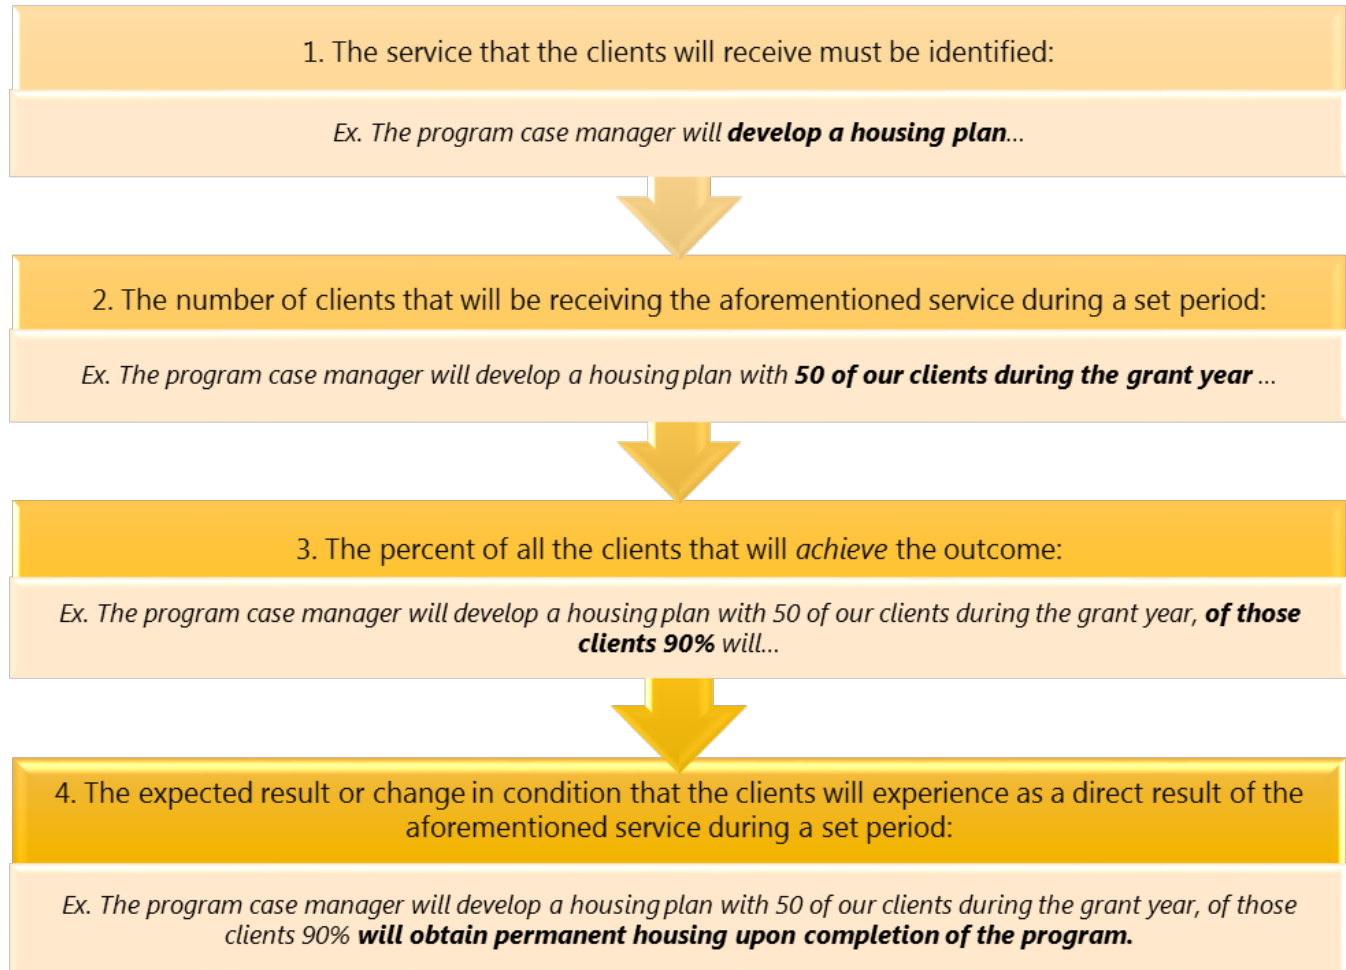 1. The service that the clients will receive must be identified:
Ex. The program case manager will develop a housing plan...
2. The number of clients that will be receiving the aforementioned service during a set period:
Ex. The program case manager will develop a housing plan with 50 of our clients during the grant year ...
3. The percent of all the clients that will achieve the outcome:
Ex. The program case manager will develop a housing plan with 50 of our clients during the grant year, of those
clients 90% will...
4. The expected result or change in condition that the clients will experience as a direct result of the
aforementioned service during a set period:
Ex. The program case manager will develop a housing plan with 50 of our clients during the grant year, of those
clients 90% will obtain permanent housing upon completion of the program.